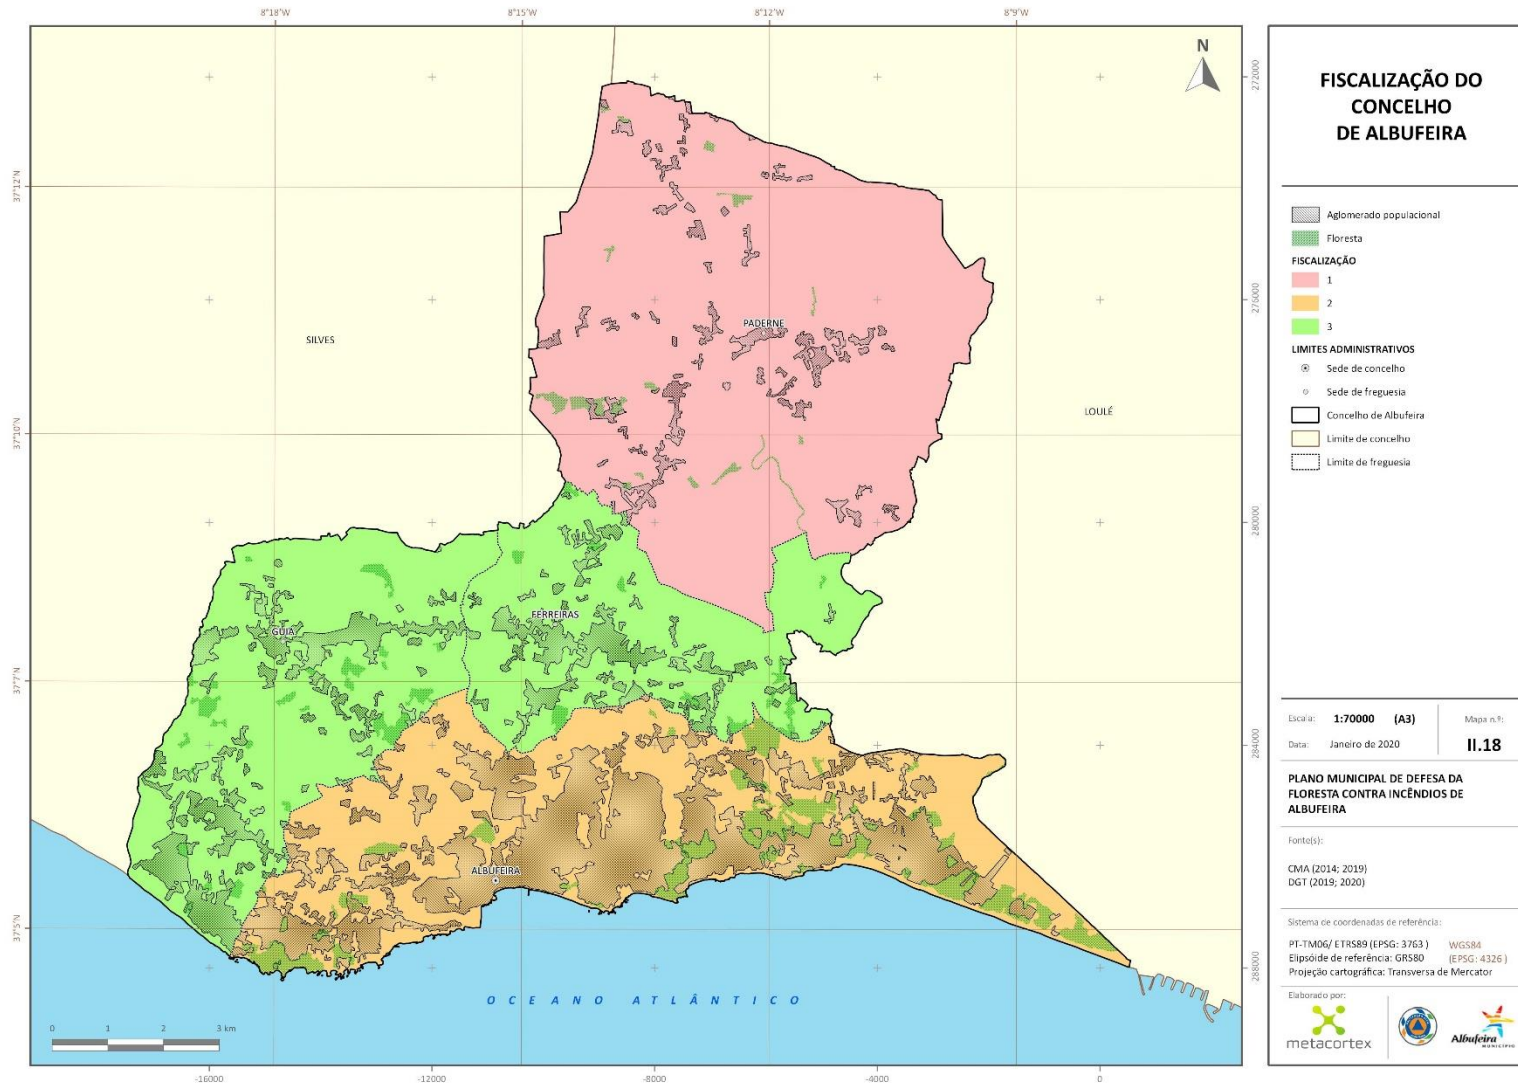 8°18'W
8°15'W
8°12'W
8°9'W
N
272000
37°12'N
276000
SILVES
PADERNE
LOULÉ
37°10'N
280000
FERREIRAS
GUIA
37°7'N
284000
ALBUFEIRA
37°5'N
288000
OCEANO ATLÂNTICO
0 1 2 3 km
-16000
-12000
-8000
-4000
0
FISCALIZAÇÃO DO
CONCELHO
DE ALBUFEIRA
Aglomerado populacional
Floresta
FISCALIZAÇÃO
1
2
3
LIMITES ADMINISTRATIVOS
Sede de concelho
Sede de freguesia
Concelho de Albufeira
Limite de concelho
Limite de freguesia
Escala: 1:70000 (A3)
Mapa n.º:
Data: Janeiro de 2020
II.18
PLANO MUNICIPAL DE DEFESA DA
FLORESTA CONTRA INCÊNDIOS DE
ALBUFEIRA
Fonte(s):
CMA (2014; 2019)
DGT (2019; 2020)
Sistema de coordenadas de referência:
PT-TM06/ ETRS89 (EPSG: 3763 ) WGS84
Elipsóide de referência: GRS80 (EPSG: 4326 )
Projeção cartográfica: Transversa de Mercator
Elaborado por:
metacortex
Albufeira
MUNICÍPIO